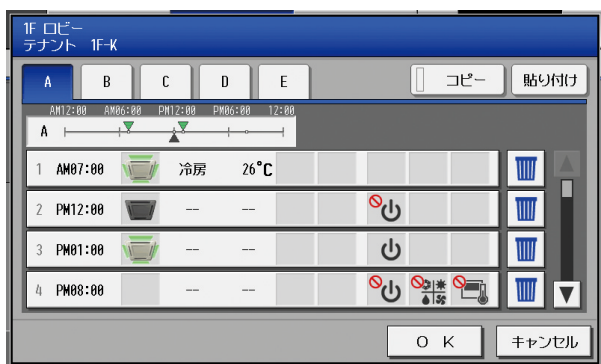 1F ロビー
テナント 1F-K
A B C D E コピー 貼り付け
AM12:00 AM06:00 PM12:00 PM06:00 12:00
A
1 AM07:00 冷房 26℃
2 PM12:00 -- --
3 PM01:00 -- --
4 PM08:00 -- --
O K キャンセル